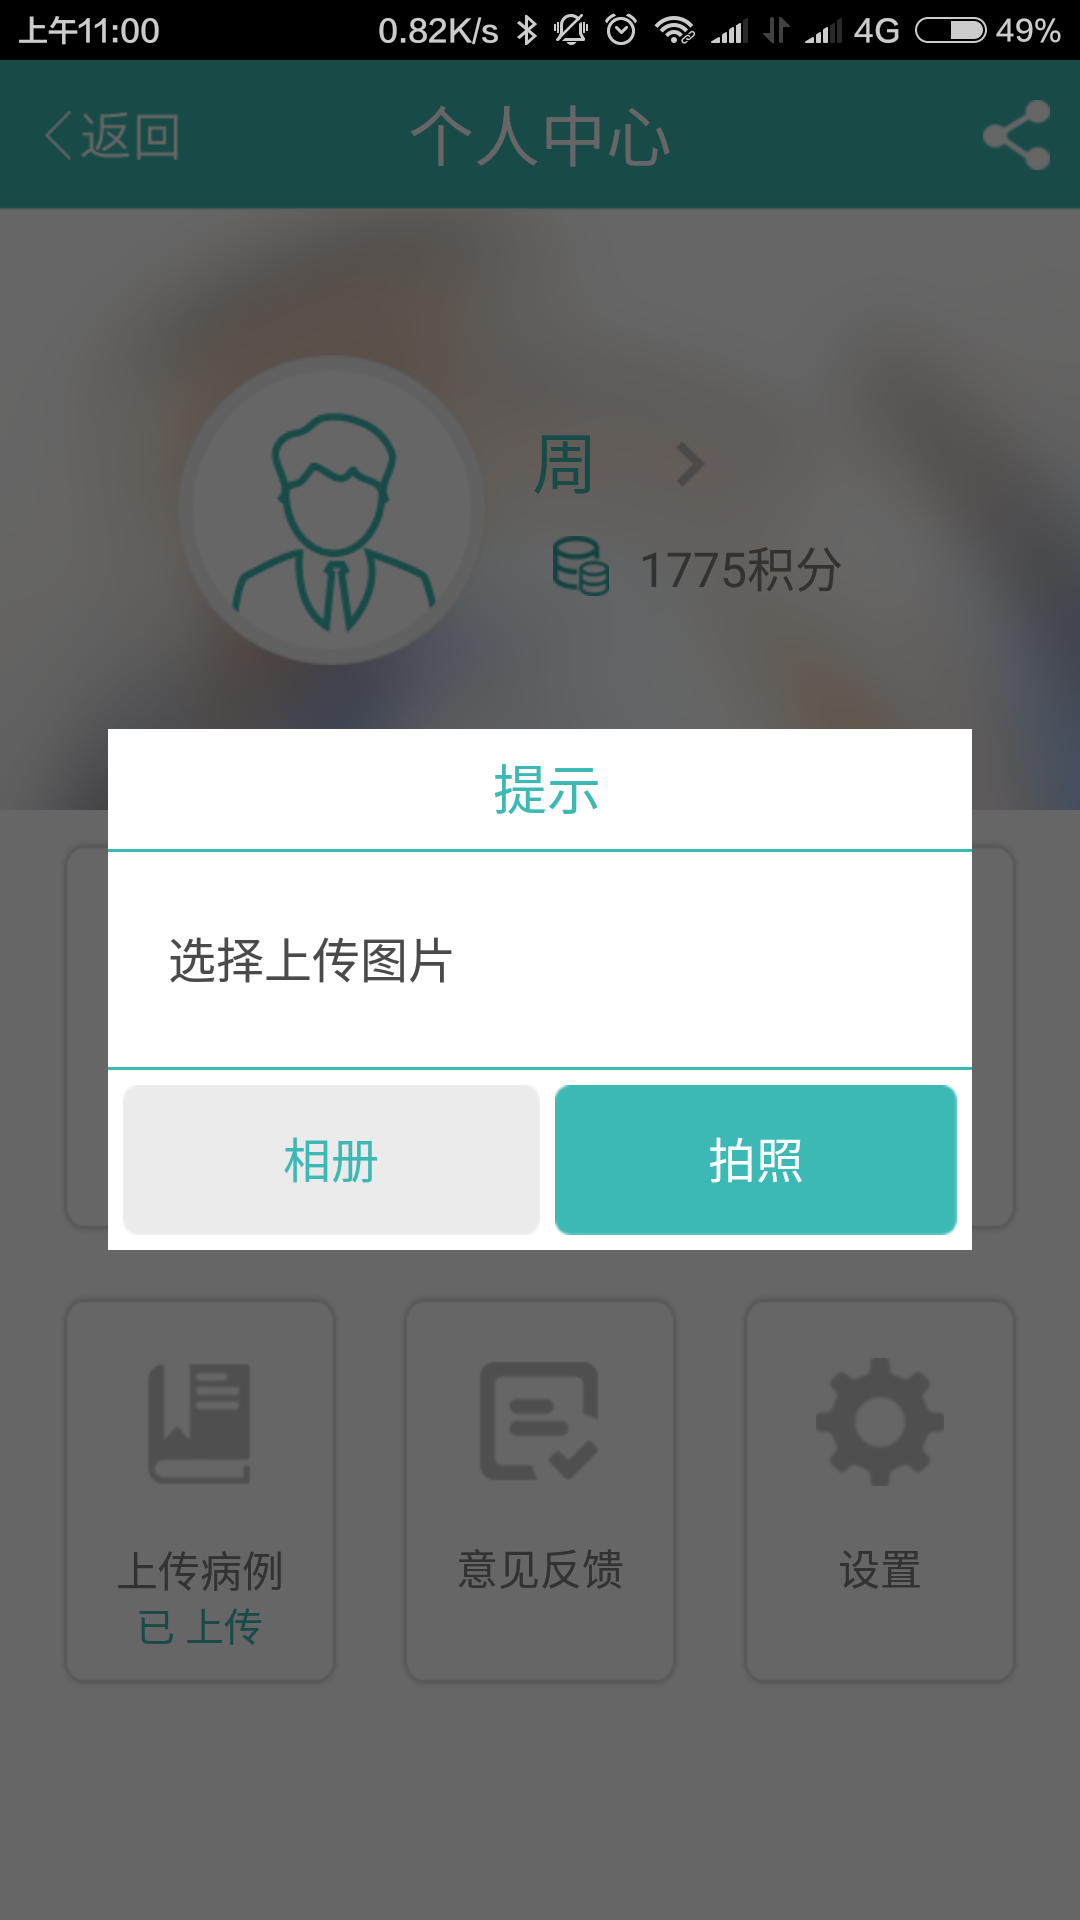 上午11:00 0.82K/s 4G 49%
返回 个人中心
周
1775积分
提示
选择上传图片
相册 拍照
上传病例 意见反馈 设置
已 上传